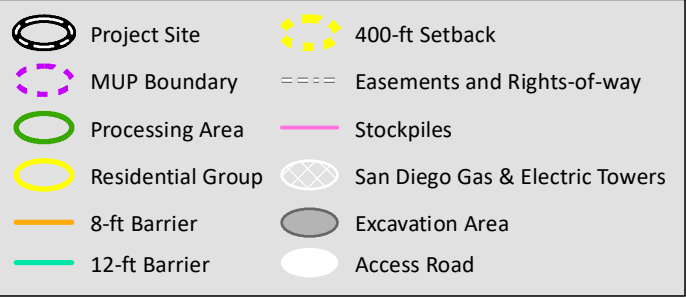 Project Site
MUP Boundary
Processing Area
Residential Group
8-ft Barrier
12-ft Barrier
400-ft Setback
Easements and Rights-of-way
Stockpiles
San Diego Gas & Electric Towers
Excavation Area
Access Road